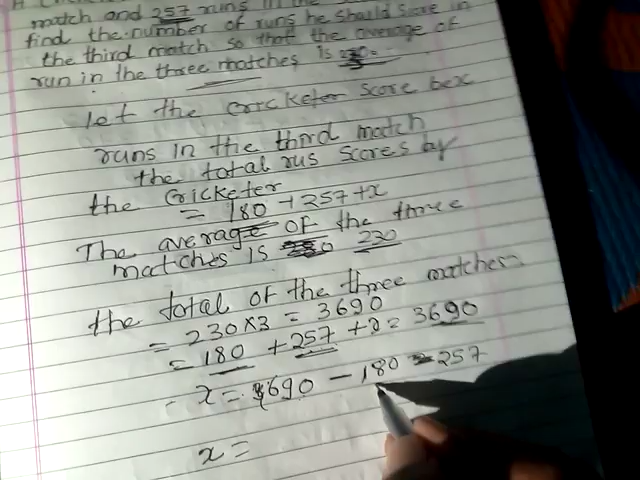 match and 257 runs in the
find the number of runs he should score in
the third match so that the average of
run in the three matches is
let the cricketer score be x
runs in the third match
the total rus scores by
the cricketer
= 180 + 257 + x
The average of the three
matches is 230
the total of the three matches
= 230 x 3 = 3690
= 180 + 257 + x = 3690
= x = 3690 - 180 - 257
x =